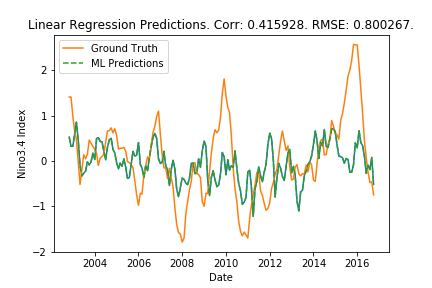 Linear Regression Predictions. Corr: 0.415928. RMSE: 0.800267.
Ground Truth
ML Predictions
Nino3.4 Index
2
1
0
−1
−2
2004 2006 2008 2010 2012 2014 2016
Date